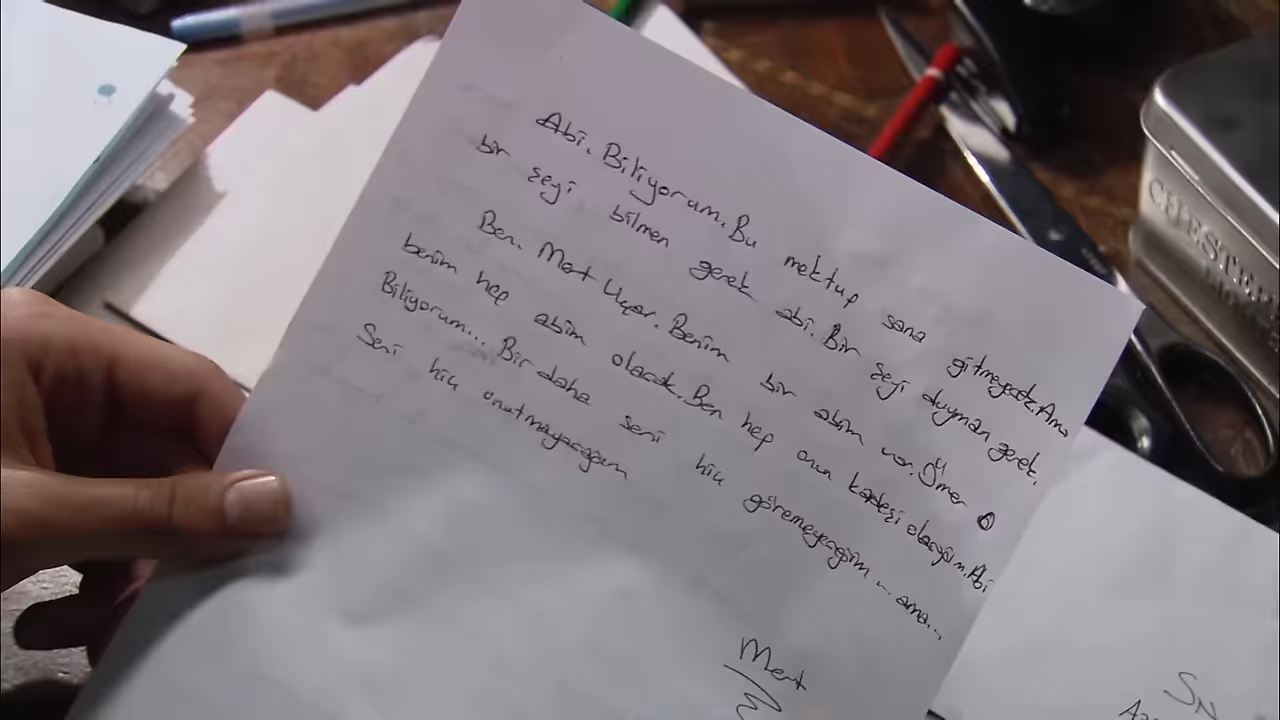 Abi. Biliyorum. Bu mektup sana gitmeyecek. Ama
bir şeyi bilmen gerek abi. Bir şeyi duyman gerek.
Ben. Mert Uçar. Benim bir abim var. Ömer o
benim hep abim olacak. Ben hep onun kardeşi olacağım. Abi
Biliyorum... Bir daha seni hiç göremeyeceğim... ama...
Seni hiç unutmayacağım
Mert
CHESTER
SN